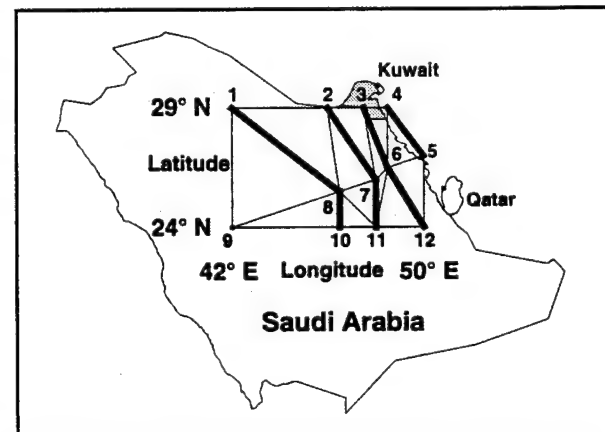 Kuwait
1 2 3 4
29° N
Latitude
5
6
7
8
Qatar
24° N
9 10 11 12
42° E Longitude 50° E
Saudi Arabia